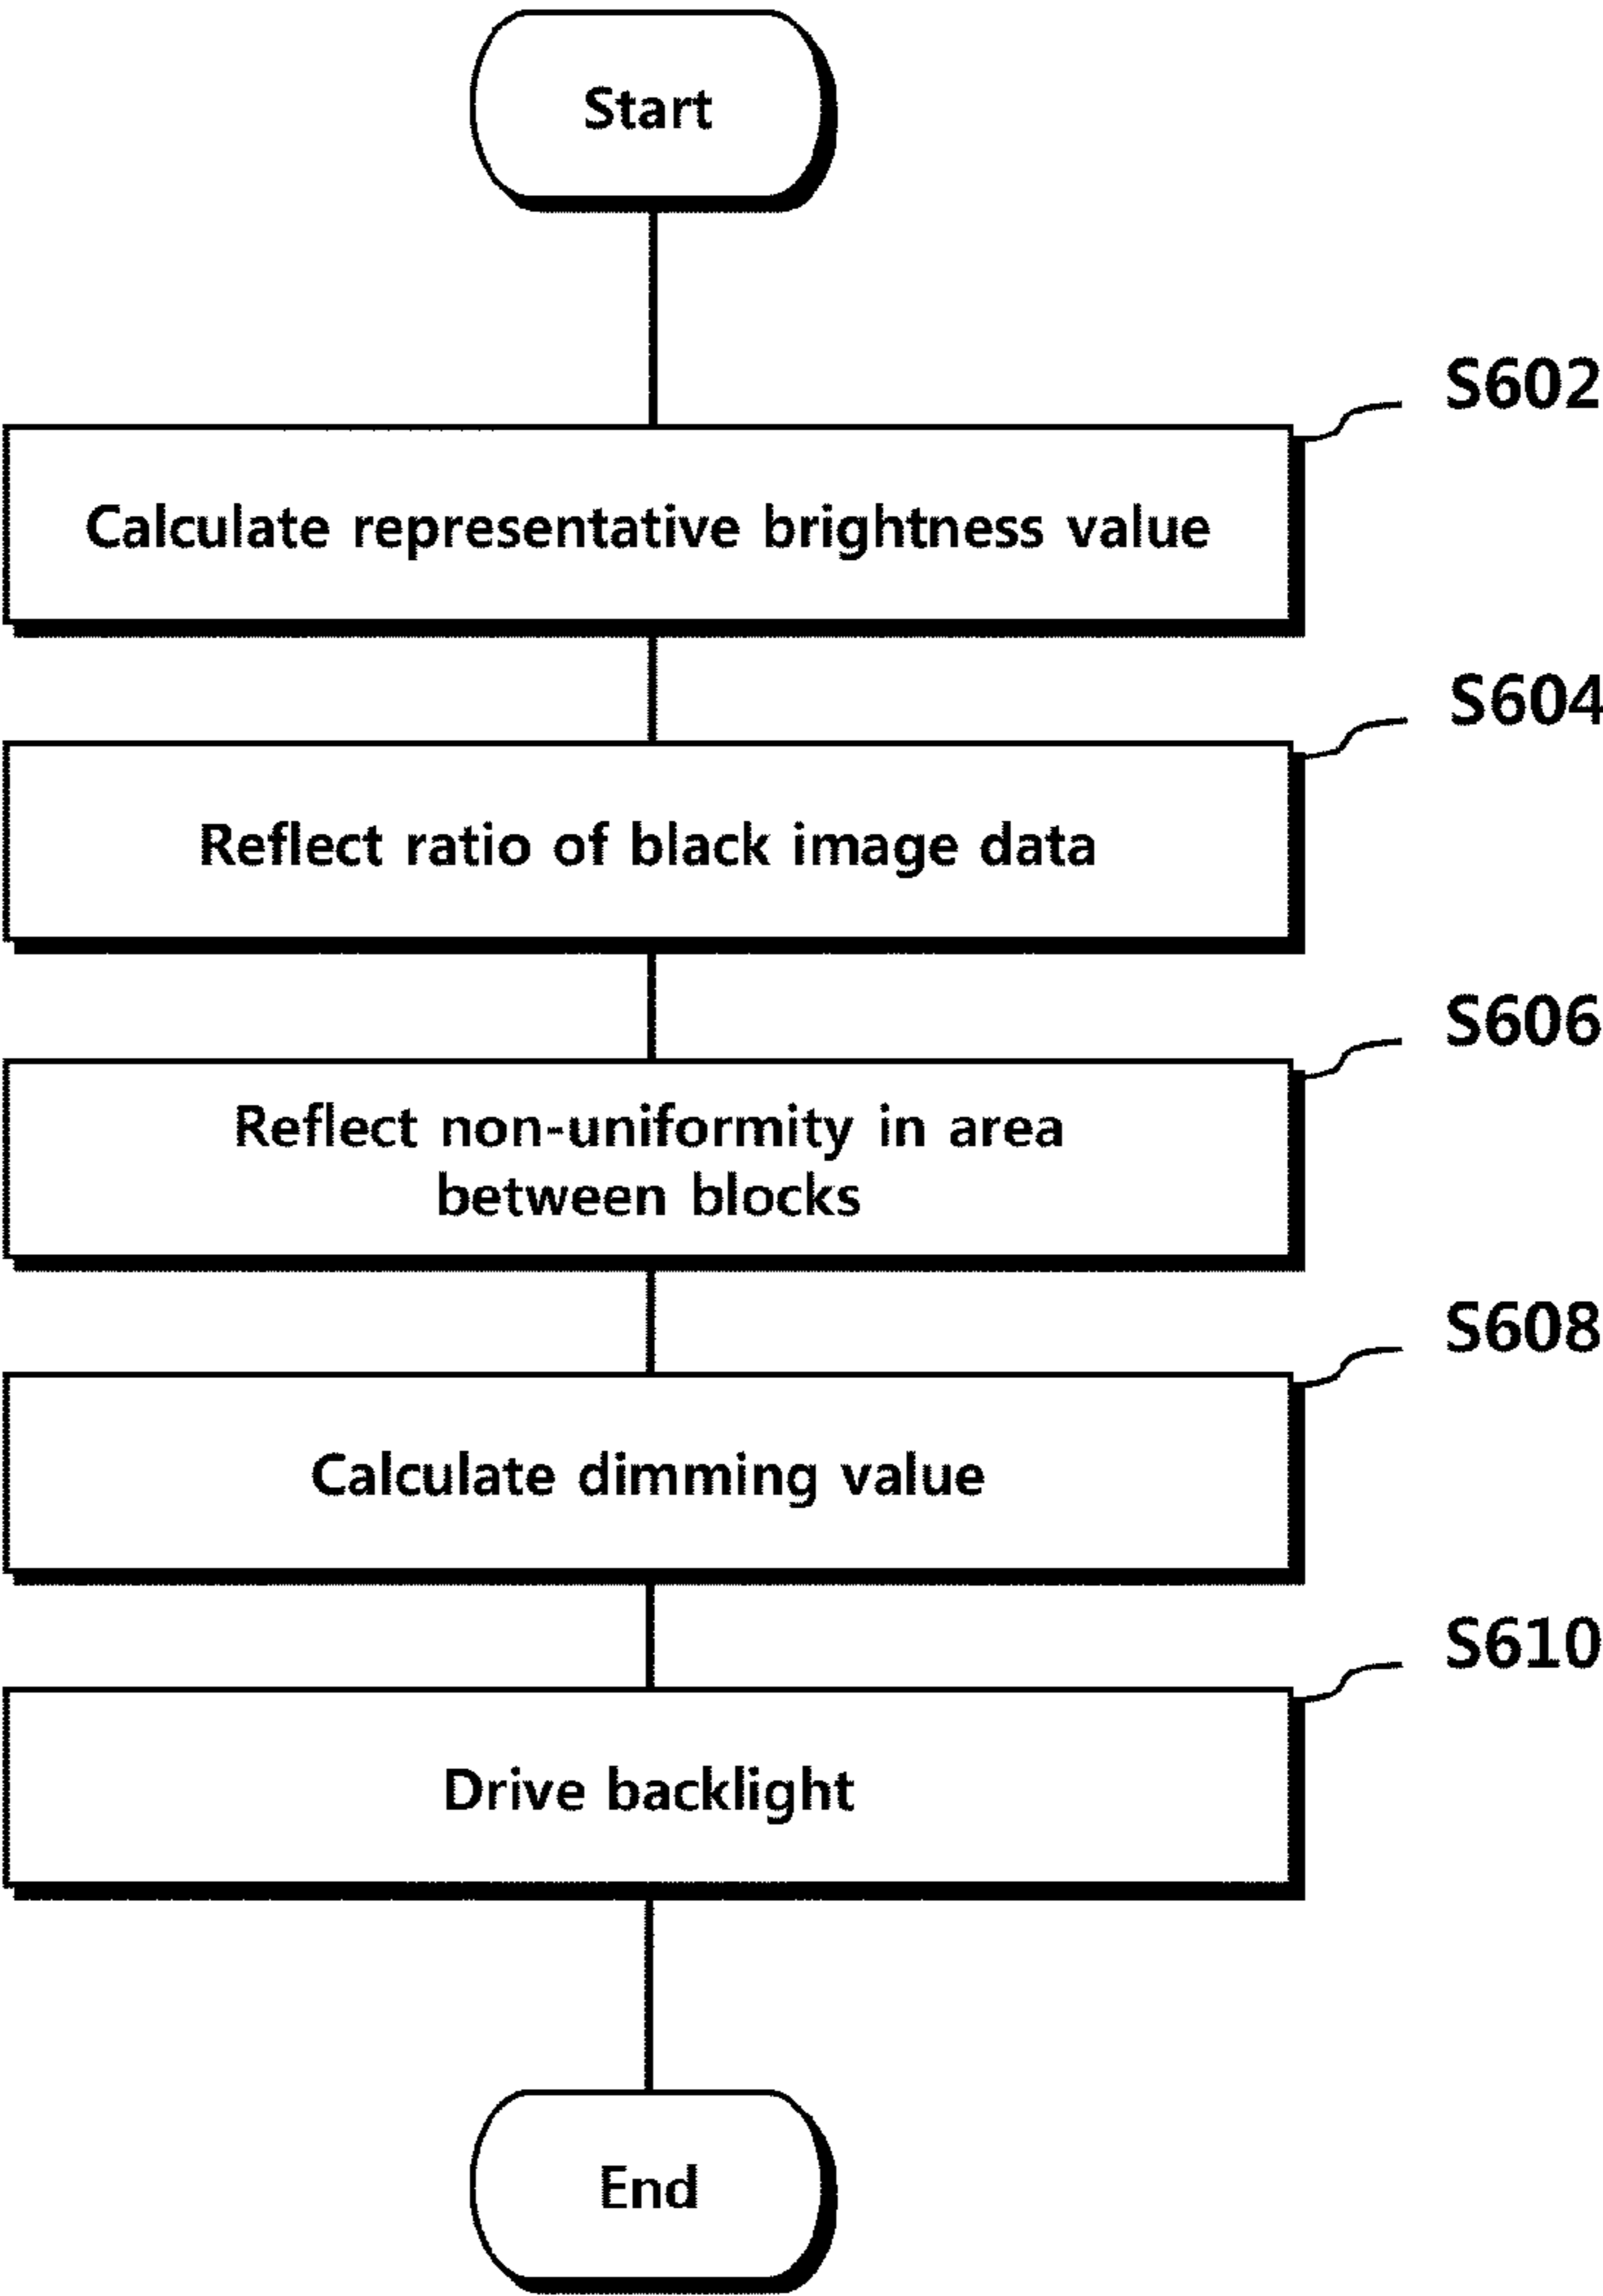 Start
S602
Calculate representative brightness value
S604
Reflect ratio of black image data
S606
Reflect non-uniformity in area
between blocks
S608
Calculate dimming value
S610
Drive backlight
End